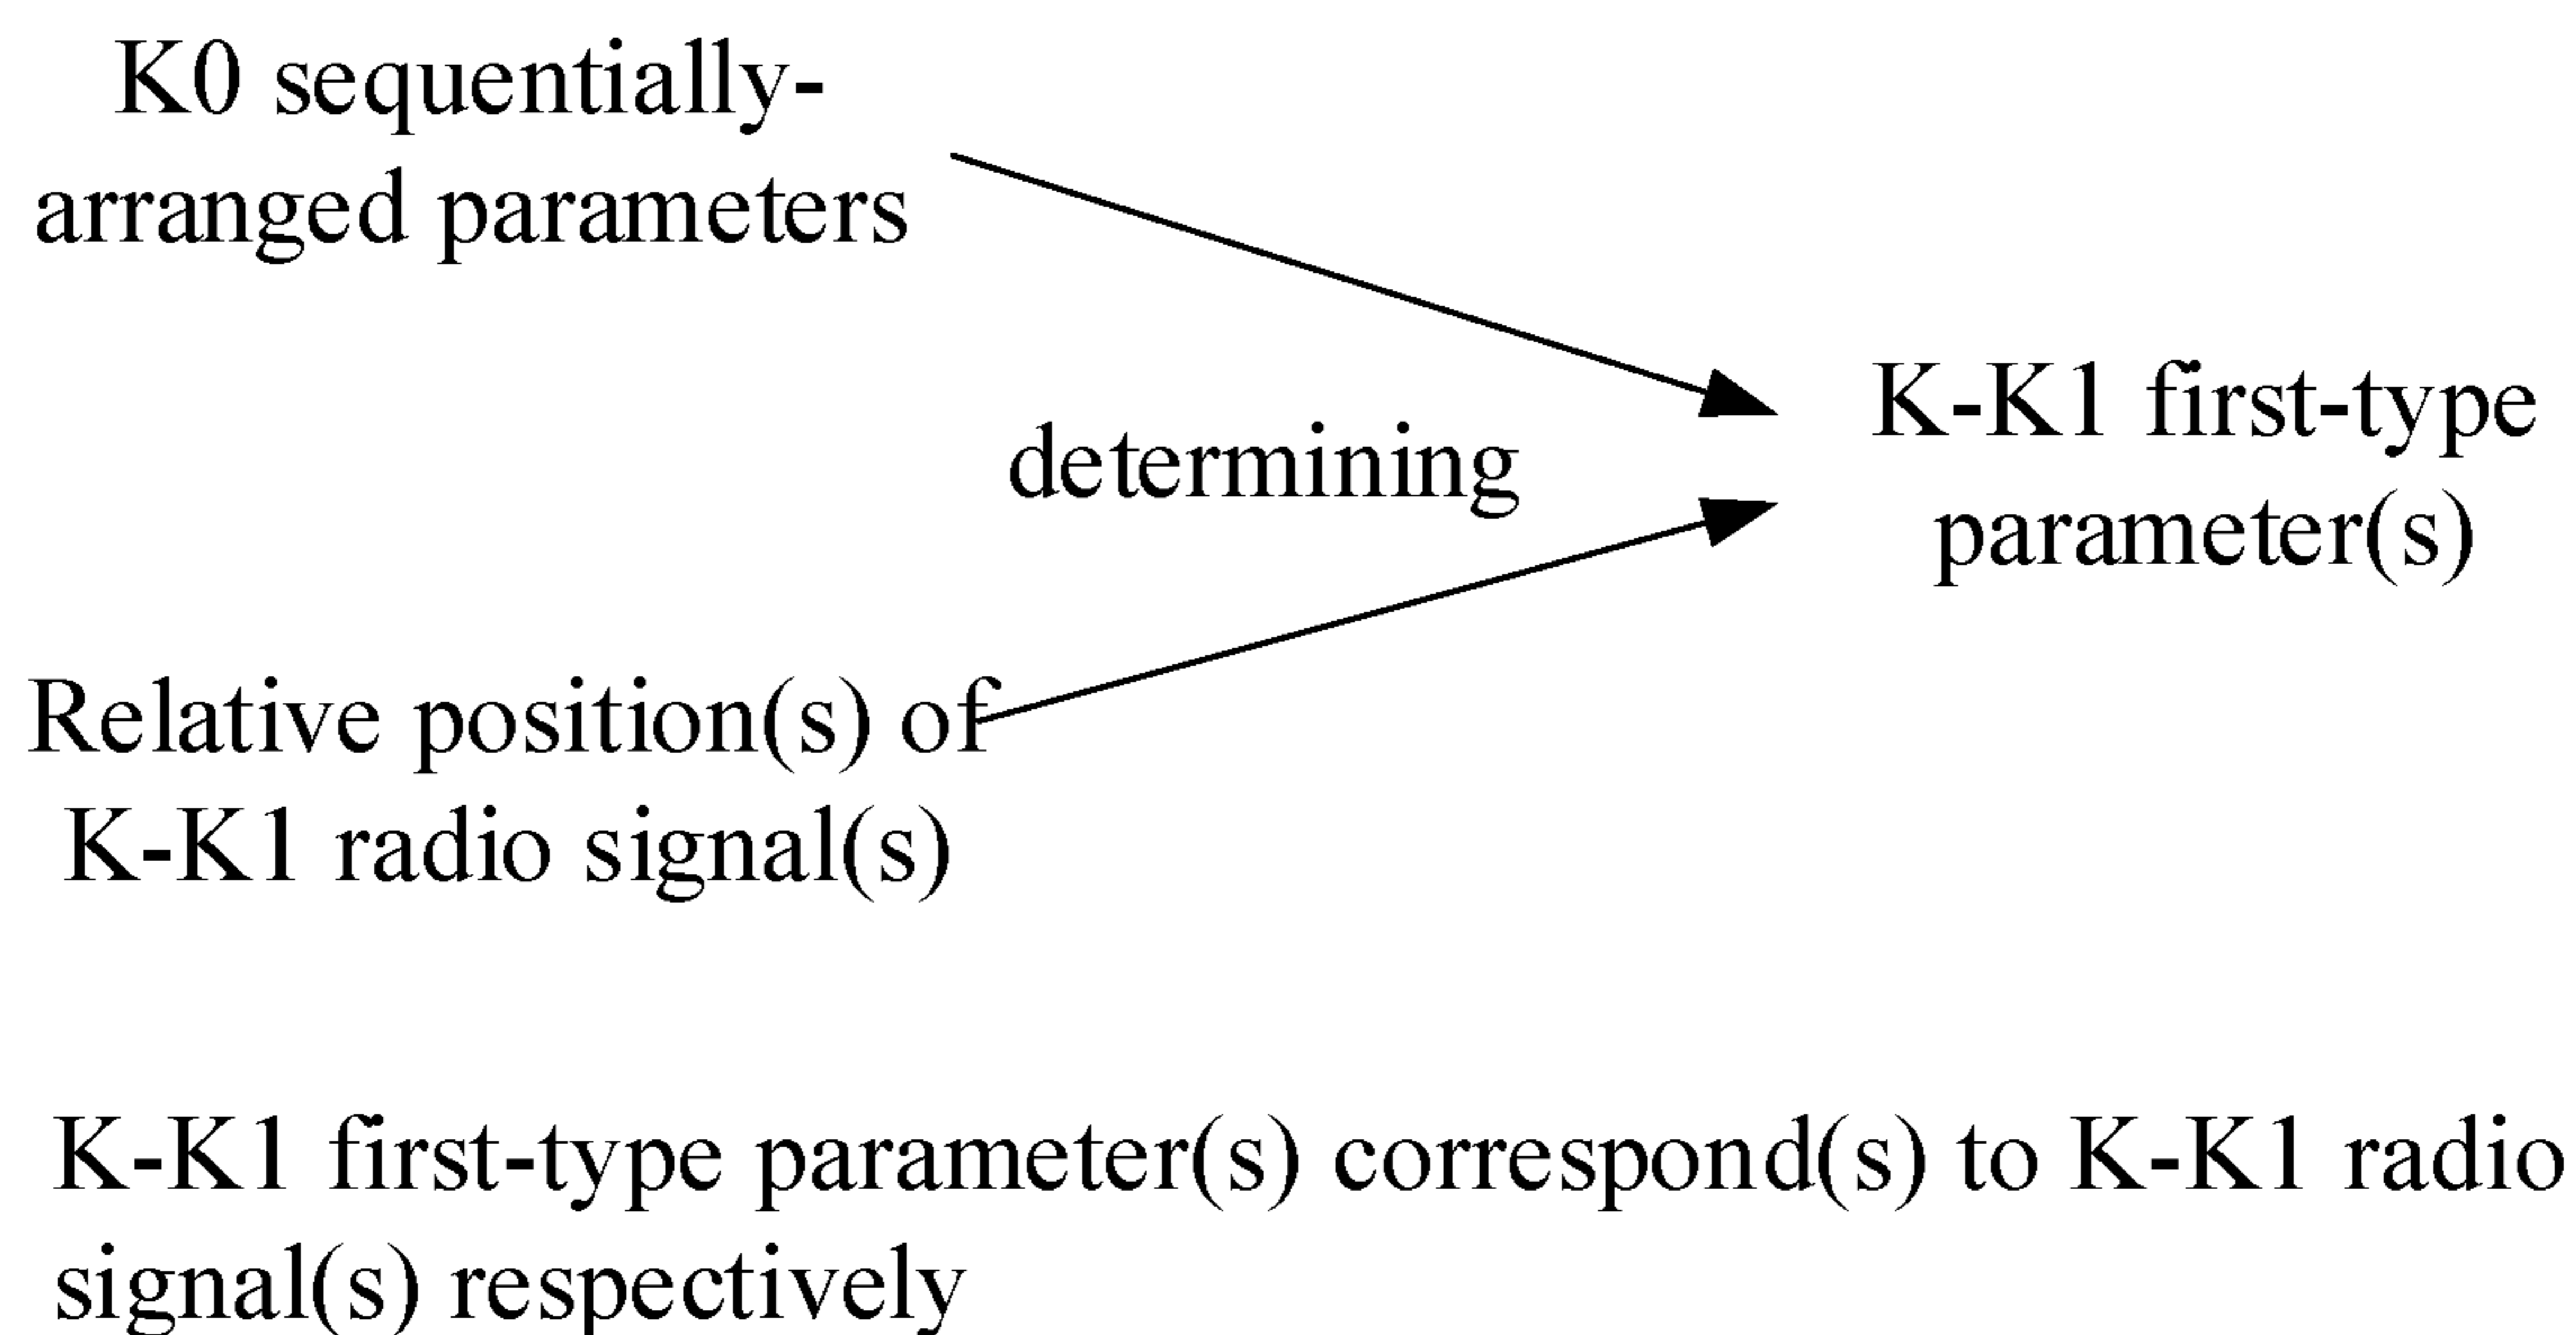 K0 sequentially-
arranged parameters
determining
K-K1 first-type
parameter(s)
Relative position(s) of
K-K1 radio signal(s)
K-K1 first-type parameter(s) correspond(s) to K-K1 radio
signal(s) respectively